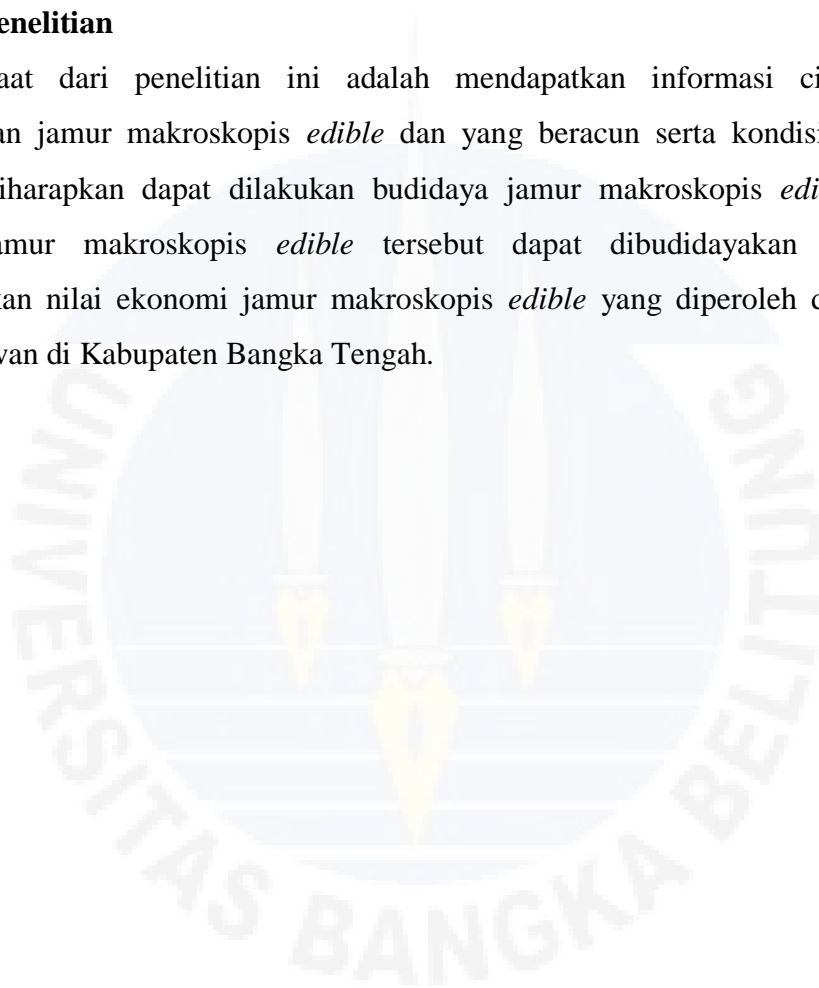 enelitian
aat dari penelitian ini adalah mendapatkan informasi ci
an jamur makroskopis edible dan yang beracun serta kondisi
iharapkan dapat dilakukan budidaya jamur makroskopis edi
amur makroskopis edible tersebut dapat dibudidayakan
kan nilai ekonomi jamur makroskopis edible yang diperoleh d
van di Kabupaten Bangka Tengah.
UNIVERSITAS BANGKA BELITUNG